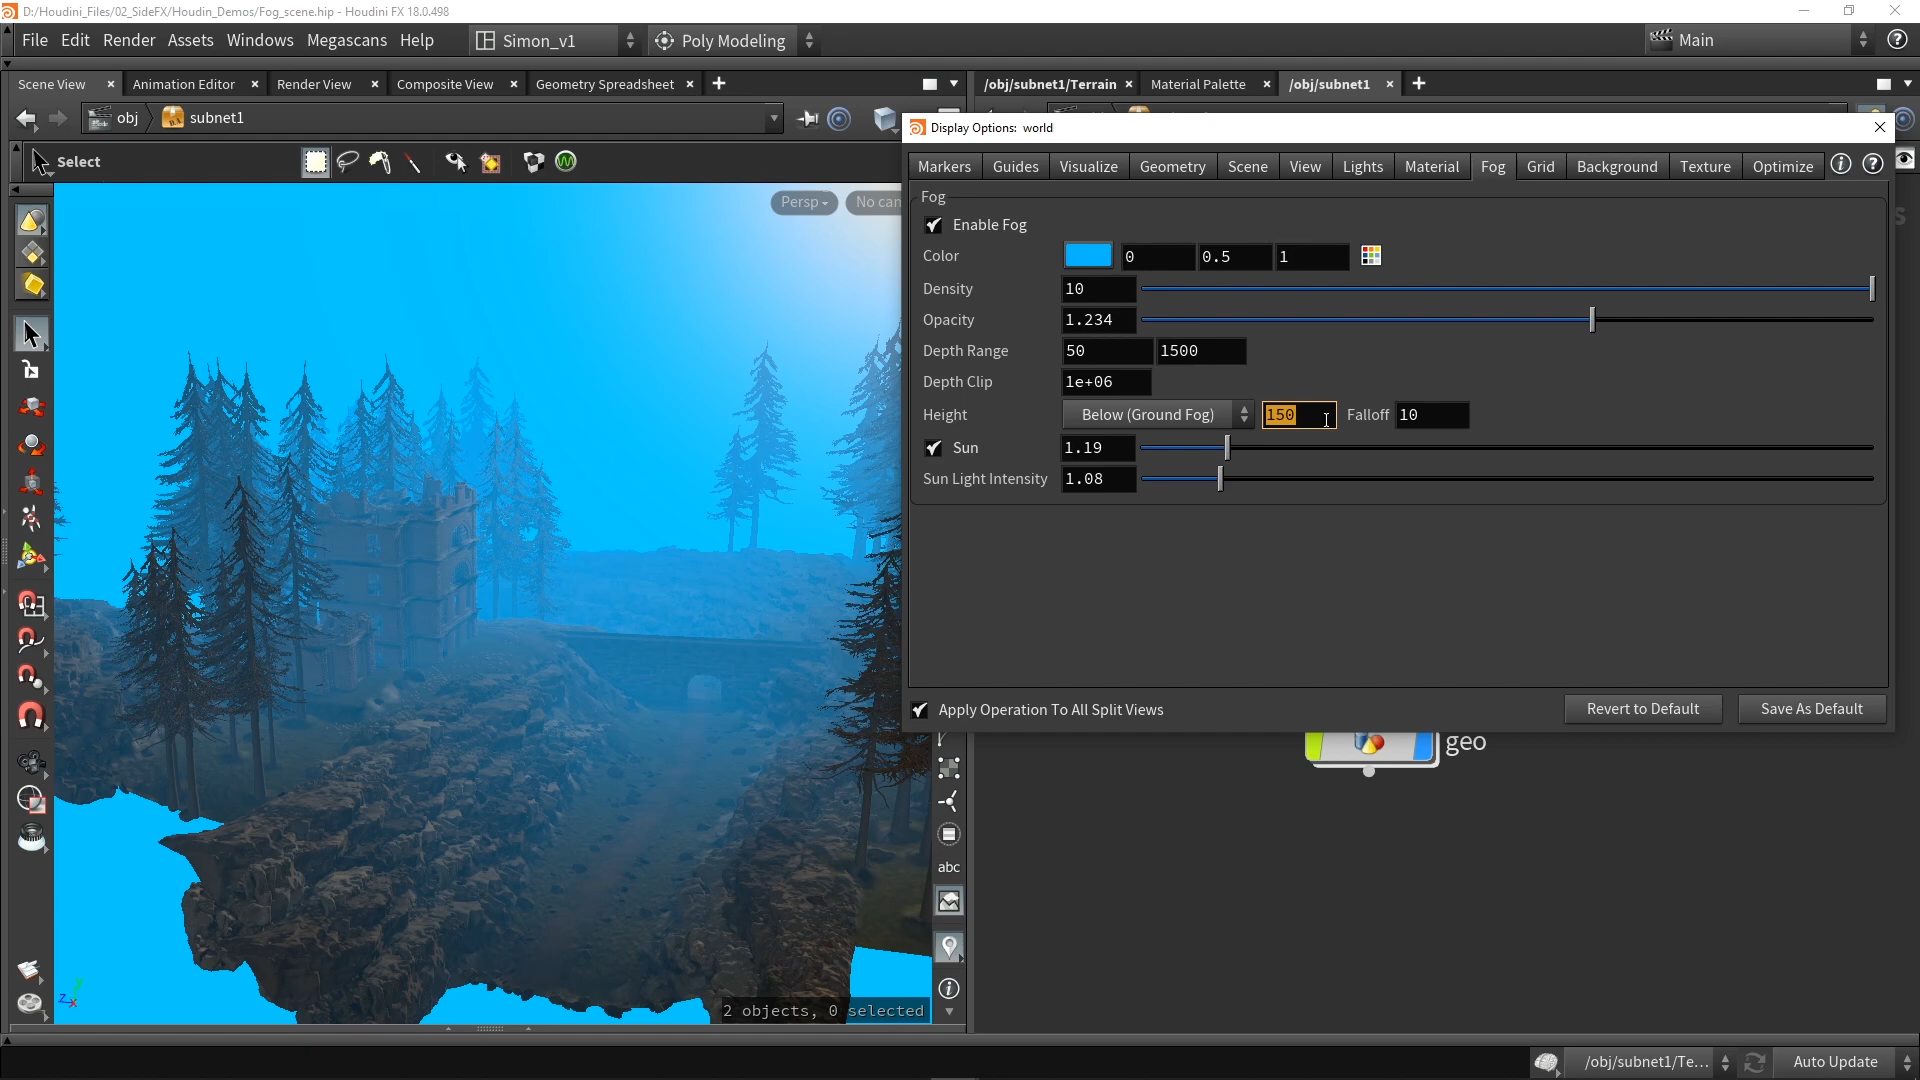 D:/Houdini_Files/02_SideFX/Houdin_Demos/Fog_scene.hip - Houdini FX 18.0.498
File Edit Render Assets Windows Megascans Help Simon_v1 Poly Modeling Main
Scene View Animation Editor Render View Composite View Geometry Spreadsheet /obj/subnet1/Terrain Material Palette /obj/subnet1
obj subnet1
Display Options: world
Select
Markers Guides Visualize Geometry Scene View Lights Material Fog Grid Background Texture Optimize
Persp No can
Fog
Enable Fog
Color 0 0.5 1
Density 10
Opacity 1.234
Depth Range 50 1500
Depth Clip 1e+06
Height Below (Ground Fog) 150 Falloff 10
Sun 1.19
Sun Light Intensity 1.08
Apply Operation To All Split Views Revert to Default Save As Default
geo
abc
z x
2 objects, 0 selected
/obj/subnet1/Te... Auto Update